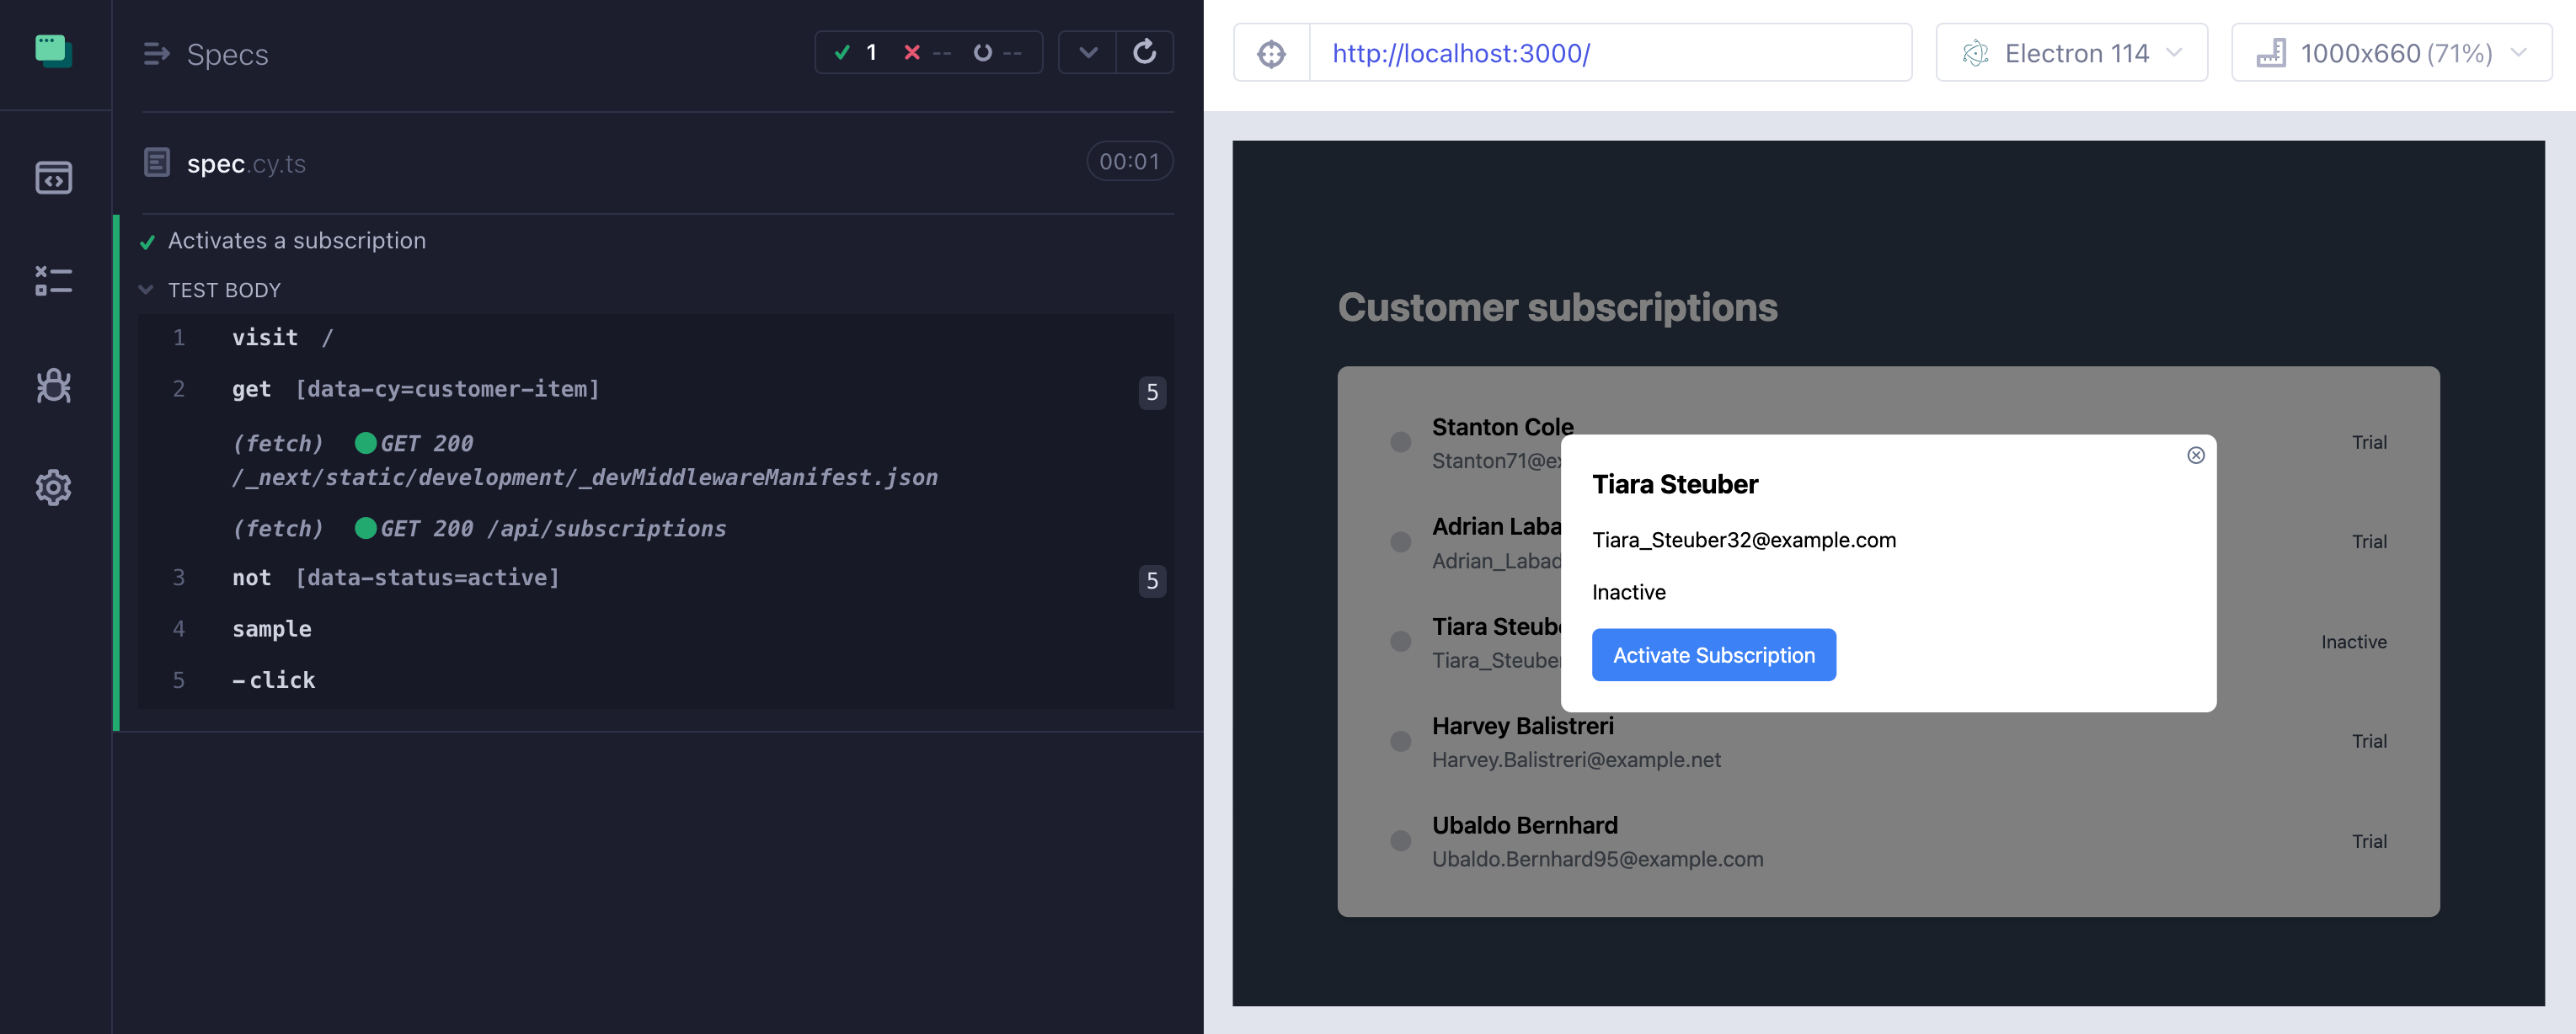 Specs
1 -- --
spec.cy.ts 00:01
Activates a subscription
TEST BODY
1 visit /
2 get [data-cy=customer-item] 5
(fetch) GET 200
/_next/static/development/_devMiddlewareManifest.json
(fetch) GET 200 /api/subscriptions
3 not [data-status=active] 5
4 sample
5 -click
http://localhost:3000/
Electron 114
1000x660 (71%)
Customer subscriptions
Stanton Cole
Stanton71@ex
Trial
Adrian Laba
Adrian_Labad
Trial
Tiara Steube
Tiara_Steuber
Inactive
Harvey Balistreri
Harvey.Balistreri@example.net
Trial
Ubaldo Bernhard
Ubaldo.Bernhard95@example.com
Trial
Tiara Steuber
Tiara_Steuber32@example.com
Inactive
Activate Subscription